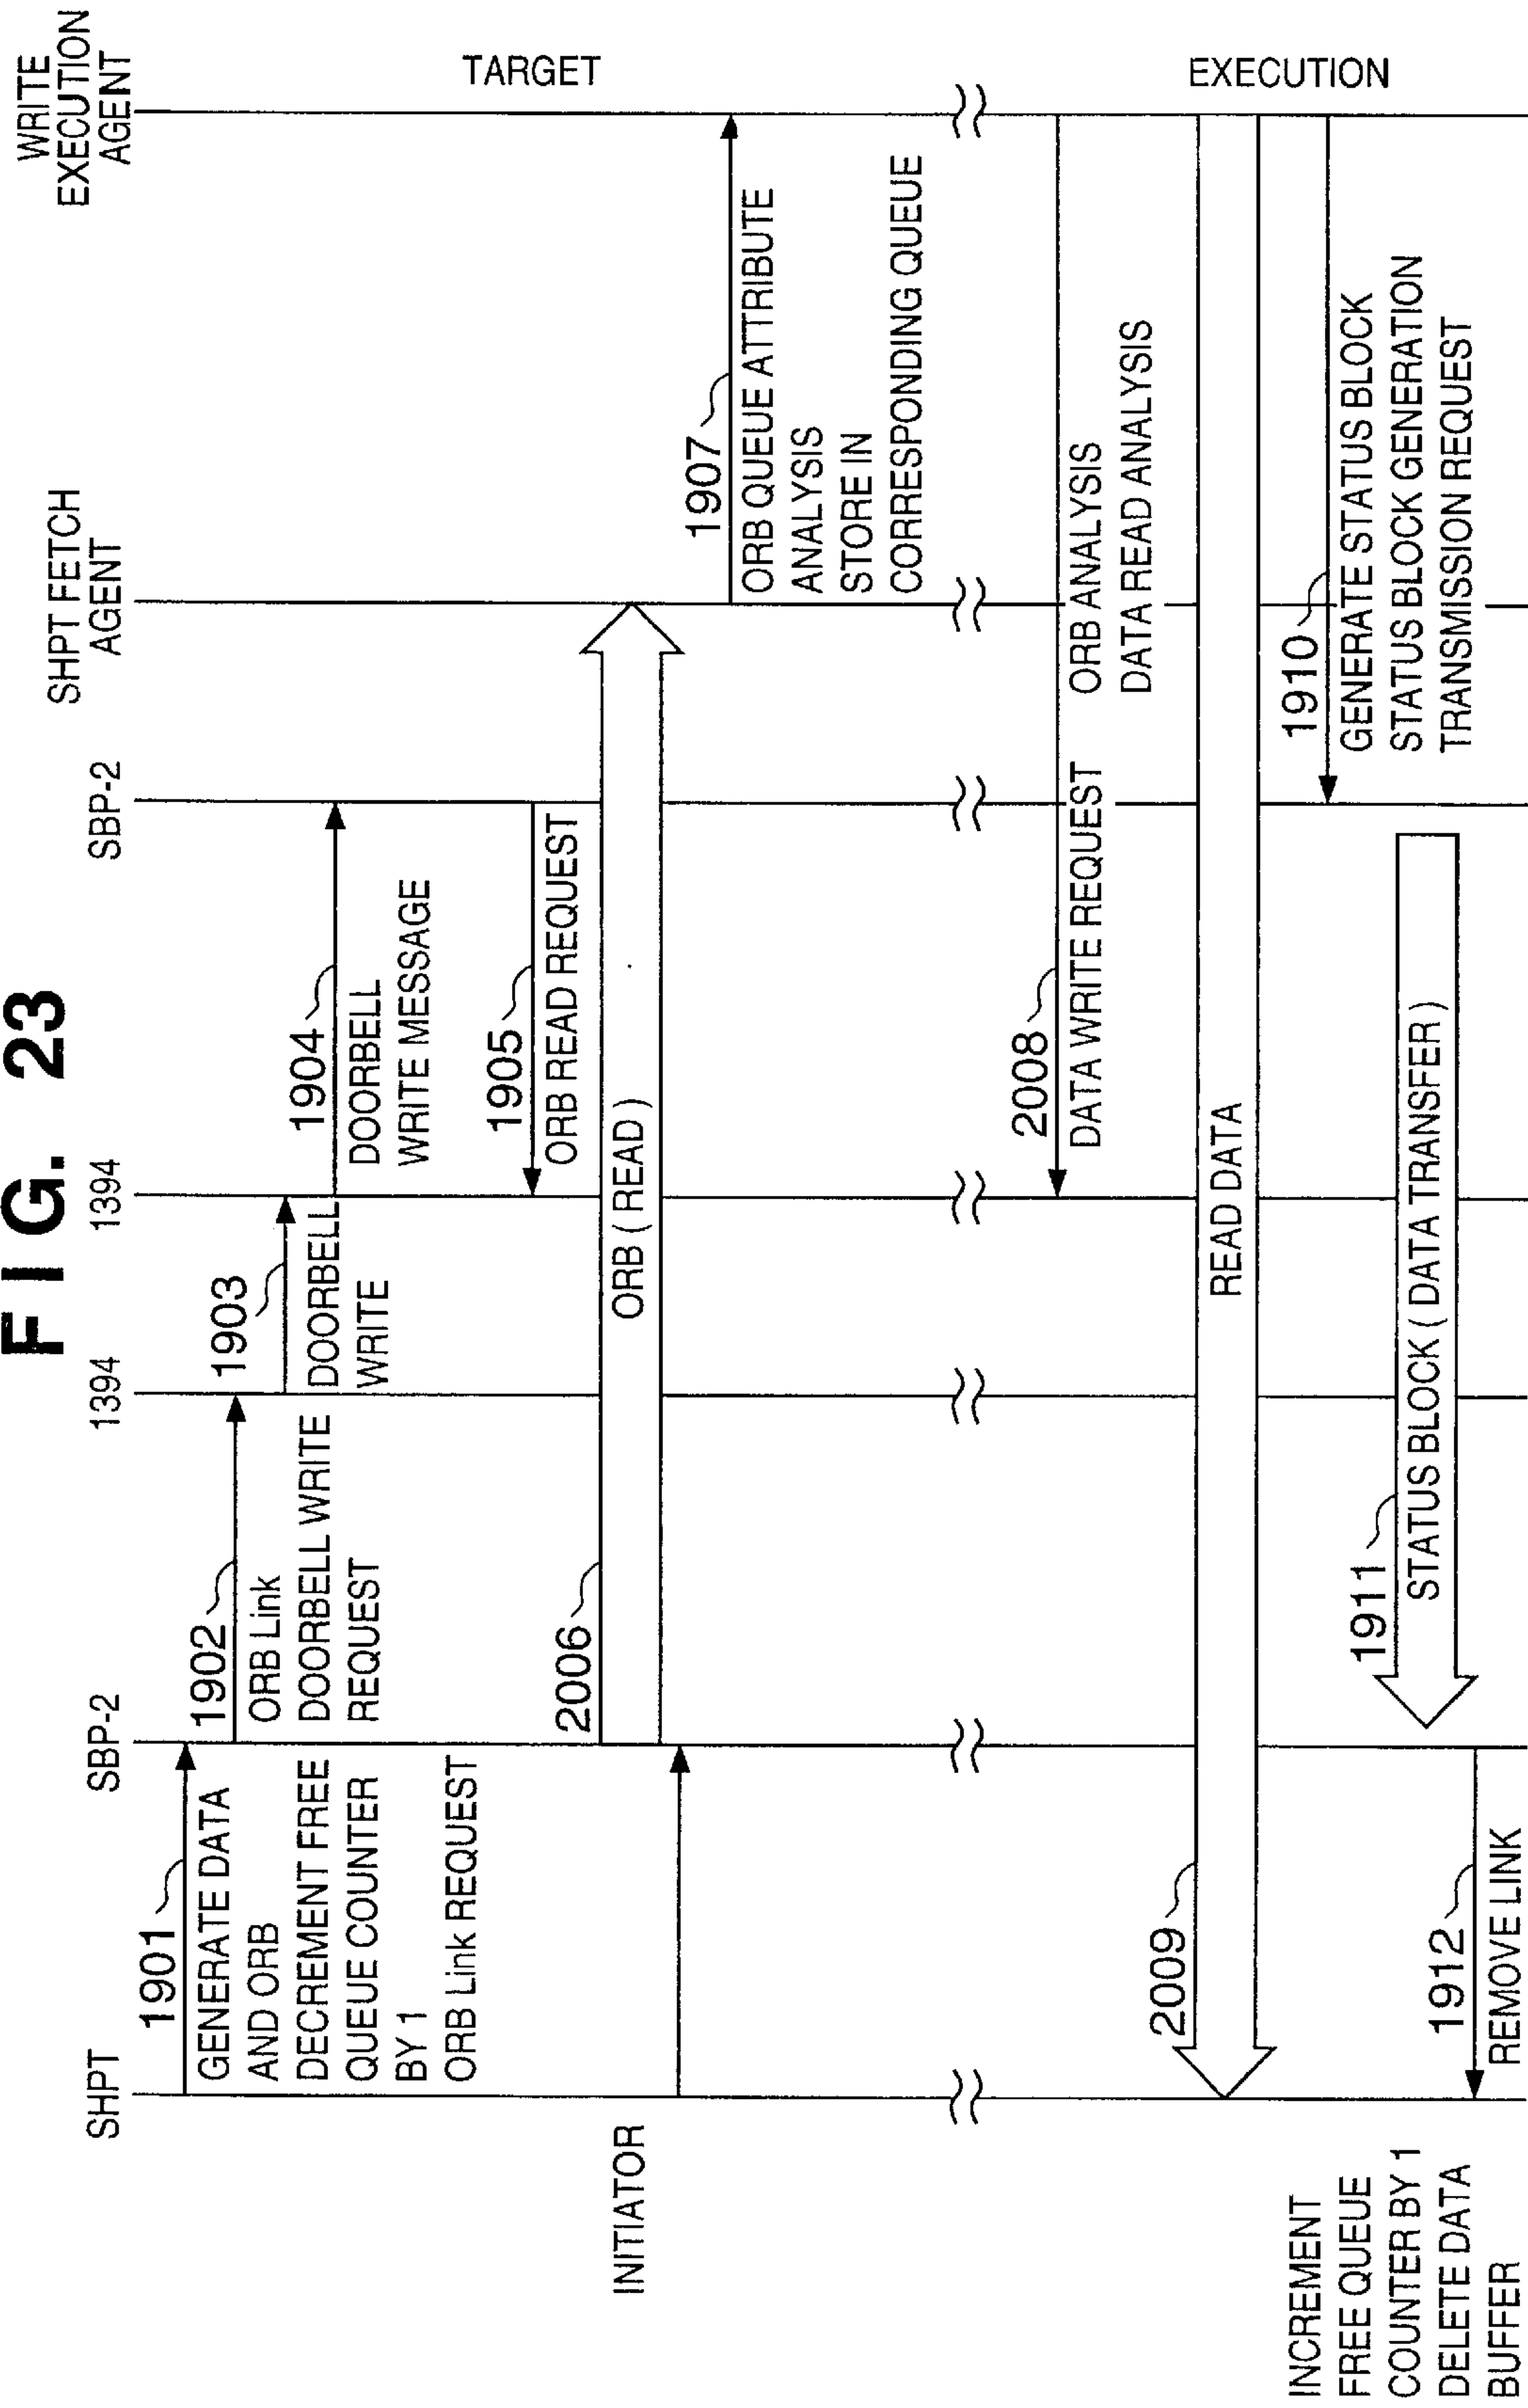 FIG. 23
SHPT
SBP-2
1394
1394
SBP-2
SHPT FETCH
AGENT
WRITE
EXECUTION
AGENT
1901
GENERATE DATA
AND ORB
DECREMENT FREE
QUEUE COUNTER
BY 1
ORB Link REQUEST
1902
ORB Link
DOORBELL WRITE
REQUEST
1903
DOORBELL
WRITE
1904
DOORBELL
WRITE MESSAGE
1905
ORB READ REQUEST
TARGET
INITIATOR
2006
ORB ( READ )
1907
ORB QUEUE ATTRIBUTE
ANALYSIS
STORE IN
CORRESPONDING QUEUE
2008
DATA WRITE REQUEST
ORB ANALYSIS
DATA READ ANALYSIS
2009
READ DATA
EXECUTION
1910
GENERATE STATUS BLOCK
STATUS BLOCK GENERATION
TRANSMISSION REQUEST
1911
STATUS BLOCK ( DATA TRANSFER )
1912
REMOVE LINK
INCREMENT
FREE QUEUE
COUNTER BY 1
DELETE DATA
BUFFER